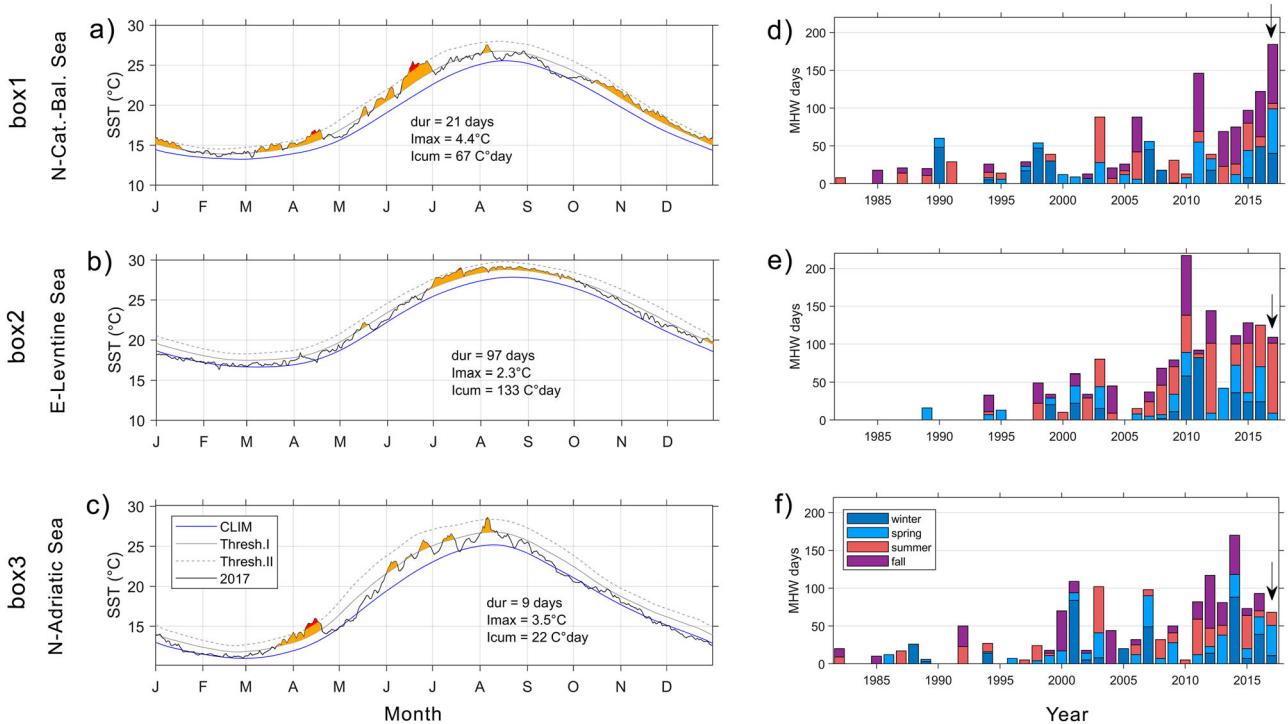 box1
N-Cat.-Bal. Sea
a)
SST (°C)
30
25
20
15
10
dur = 21 days
Imax = 4.4°C
Icum = 67 C°day
J F M A M J J A S O N D
d)
MHW days
200
150
100
50
0
1985 1990 1995 2000 2005 2010 2015
box2
E-Levntine Sea
b)
SST (°C)
30
25
20
15
10
dur = 97 days
Imax = 2.3°C
Icum = 133 C°day
J F M A M J J A S O N D
e)
MHW days
200
150
100
50
0
1985 1990 1995 2000 2005 2010 2015
box3
N-Adriatic Sea
c)
SST (°C)
30
25
20
15
CLIM
Thresh.I
Thresh.II
2017
dur = 9 days
Imax = 3.5°C
Icum = 22 C°day
J F M A M J J A S O N D
Month
f)
MHW days
200
150
100
50
0
winter
spring
summer
fall
1985 1990 1995 2000 2005 2010 2015
Year